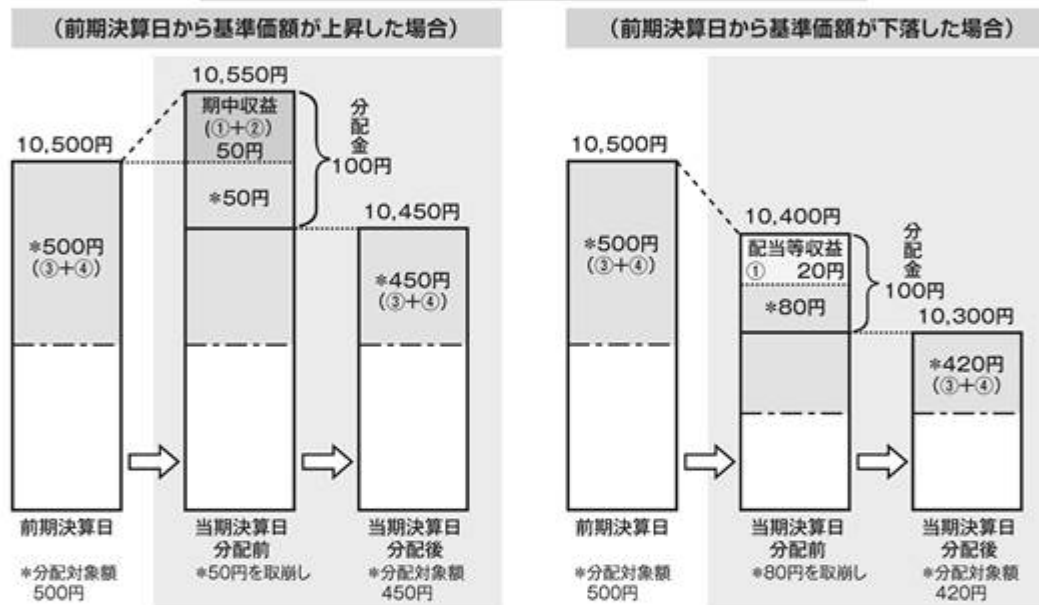 (前期決算日から基準価額が上昇した場合)
10,550円
期中収益
(①+②)
50円
*50円
分配金
100円
10,500円
*500円
(③+④)
10,450円
*450円
(③+④)
前期決算日
*分配対象額
500円
当期決算日
分配前
*50円を取崩し
当期決算日
分配後
*分配対象額
450円
(前期決算日から基準価額が下落した場合)
10,500円
*500円
(③+④)
10,400円
配当等収益
① 20円
*80円
分配金
100円
10,300円
*420円
(③+④)
前期決算日
*分配対象額
500円
当期決算日
分配前
*80円を取崩し
当期決算日
分配後
*分配対象額
420円